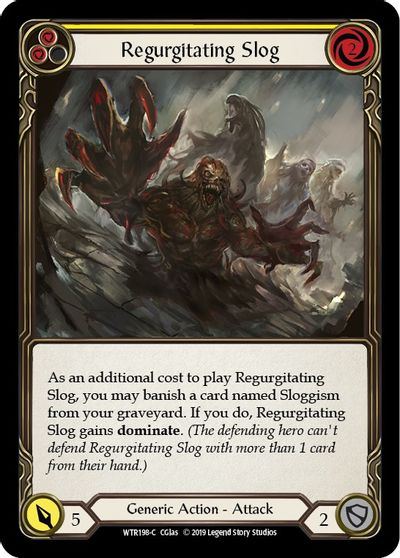 Regurgitating Slog
2
As an additional cost to play Regurgitating
Slog, you may banish a card named Sloggism
from your graveyard. If you do, Regurgitating
Slog gains dominate. (The defending hero can't
defend Regurgitating Slog with more than 1 card
from their hand.)
5
Generic Action - Attack
2
WTR198-C CGlas © 2019 Legend Story Studios